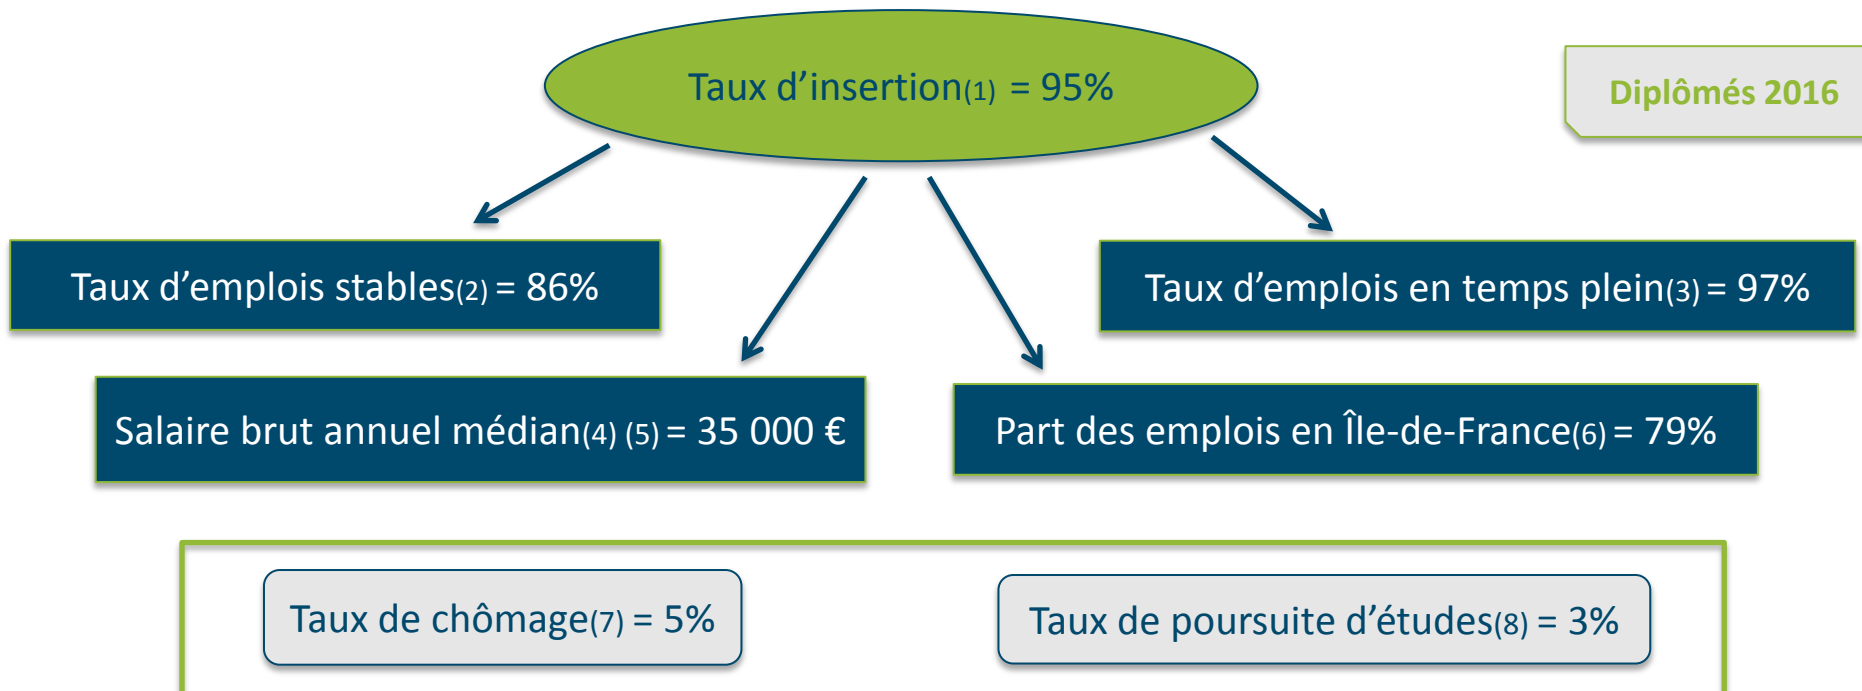 Taux d’insertion(1) = 95%
Diplômés 2016
Taux d’emplois stables(2) = 86%
Taux d’emplois en temps plein(3) = 97%
Salaire brut annuel médian(4) (5) = 35 000 €
Part des emplois en Île-de-France(6) = 79%
Taux de chômage(7) = 5%
Taux de poursuite d’études(8) = 3%